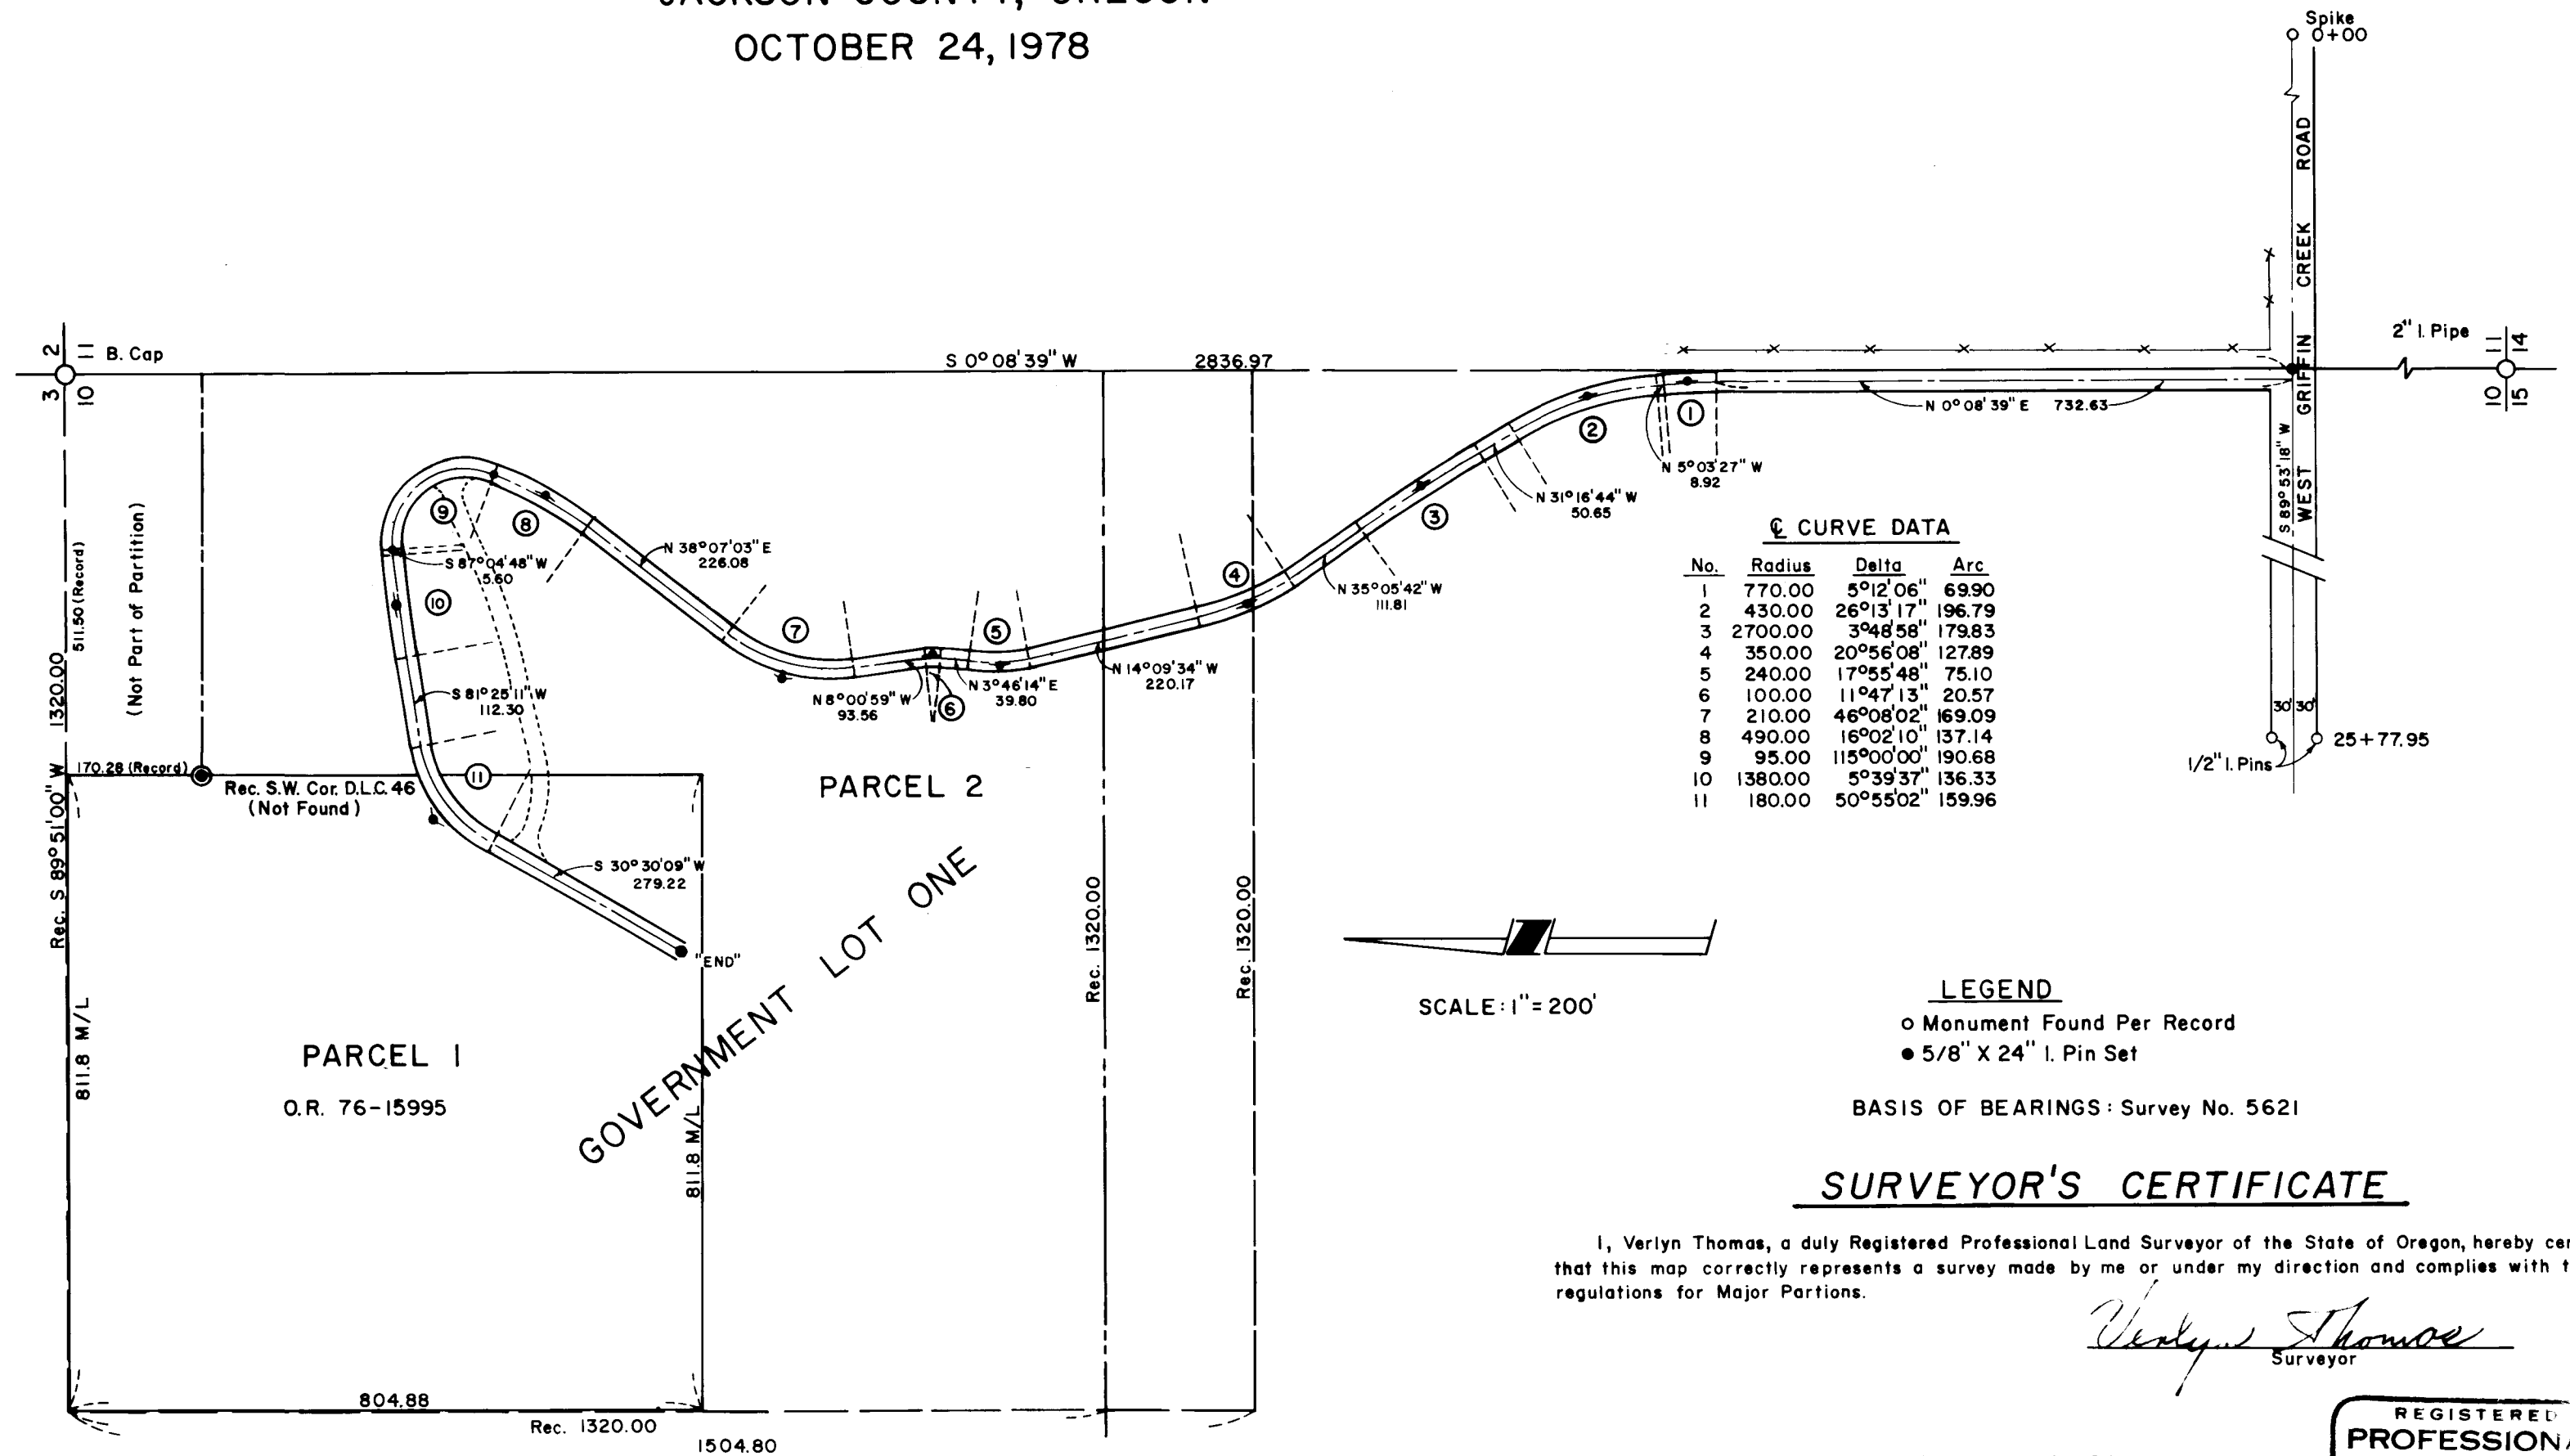 JACKSON COUNTY, OREGON
OCTOBER 24, 1978
Spike
0+00
WEST GRIFFIN CREEK ROAD
2" I. Pipe
11
14
10
15
2
11
B. Cap
3
10
S 0° 08' 39" W 2836.97
N 0° 08' 39" E 732.63
S 89° 53' 18" W
1
2
N 5° 03' 27" W
8.92
N 31° 16' 44" W
50.65
3
N 35° 05' 42" W
111.81
4
N 14° 09' 34" W
220.17
5
N 3° 46' 14" E
39.80
6
N 8° 00' 59" W
93.56
7
N 38° 07' 03" E
226.08
8
9
S 87° 04' 48" W
5.60
10
S 81° 25' 11" W
112.30
11
S 30° 30' 09" W
279.22
"END"
511.50 (Record)
(Not Part of Partition)
Rec. S 89° 51' 00" W 1320.00
170.28 (Record)
Rec. S.W. Cor. D.L.C. 46
(Not Found)
PARCEL 2
GOVERNMENT LOT ONE
Rec. 1320.00
Rec. 1320.00
℄ CURVE DATA
No. Radius Delta Arc
1 770.00 5° 12' 06" 69.90
2 430.00 26° 13' 17" 196.79
3 2700.00 3° 48' 58" 179.83
4 350.00 20° 56' 08" 127.89
5 240.00 17° 55' 48" 75.10
6 100.00 11° 47' 13" 20.57
7 210.00 46° 08' 02" 169.09
8 490.00 16° 02' 10" 137.14
9 95.00 115° 00' 00" 190.68
10 1380.00 5° 39' 37" 136.33
11 180.00 50° 55' 02" 159.96
30' 30'
1/2" I. Pins
25+77.95
SCALE: 1" = 200'
LEGEND
Monument Found Per Record
5/8" X 24" I. Pin Set
BASIS OF BEARINGS: Survey No. 5621
PARCEL 1
O.R. 76-15995
811.8 M/L
811.8 M/L
804.88
Rec. 1320.00
1504.80
SURVEYOR'S CERTIFICATE
I, Verlyn Thomas, a duly Registered Professional Land Surveyor of the State of Oregon, hereby cer
that this map correctly represents a survey made by me or under my direction and complies with t
regulations for Major Partions.
Verlyn Thomas
Surveyor
REGISTERED
PROFESSIONA